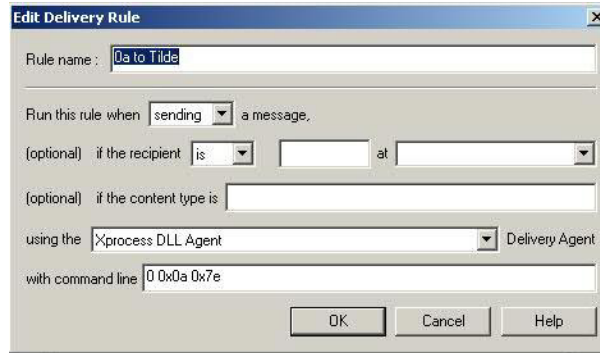 Edit Delivery Rule
Rule name : 0a to Tilde
Run this rule when sending a message,
(optional) if the recipient is at
(optional) if the content type is
using the Xprocess DLL Agent Delivery Agent
with command line 0 0x0a 0x7e
OK Cancel Help